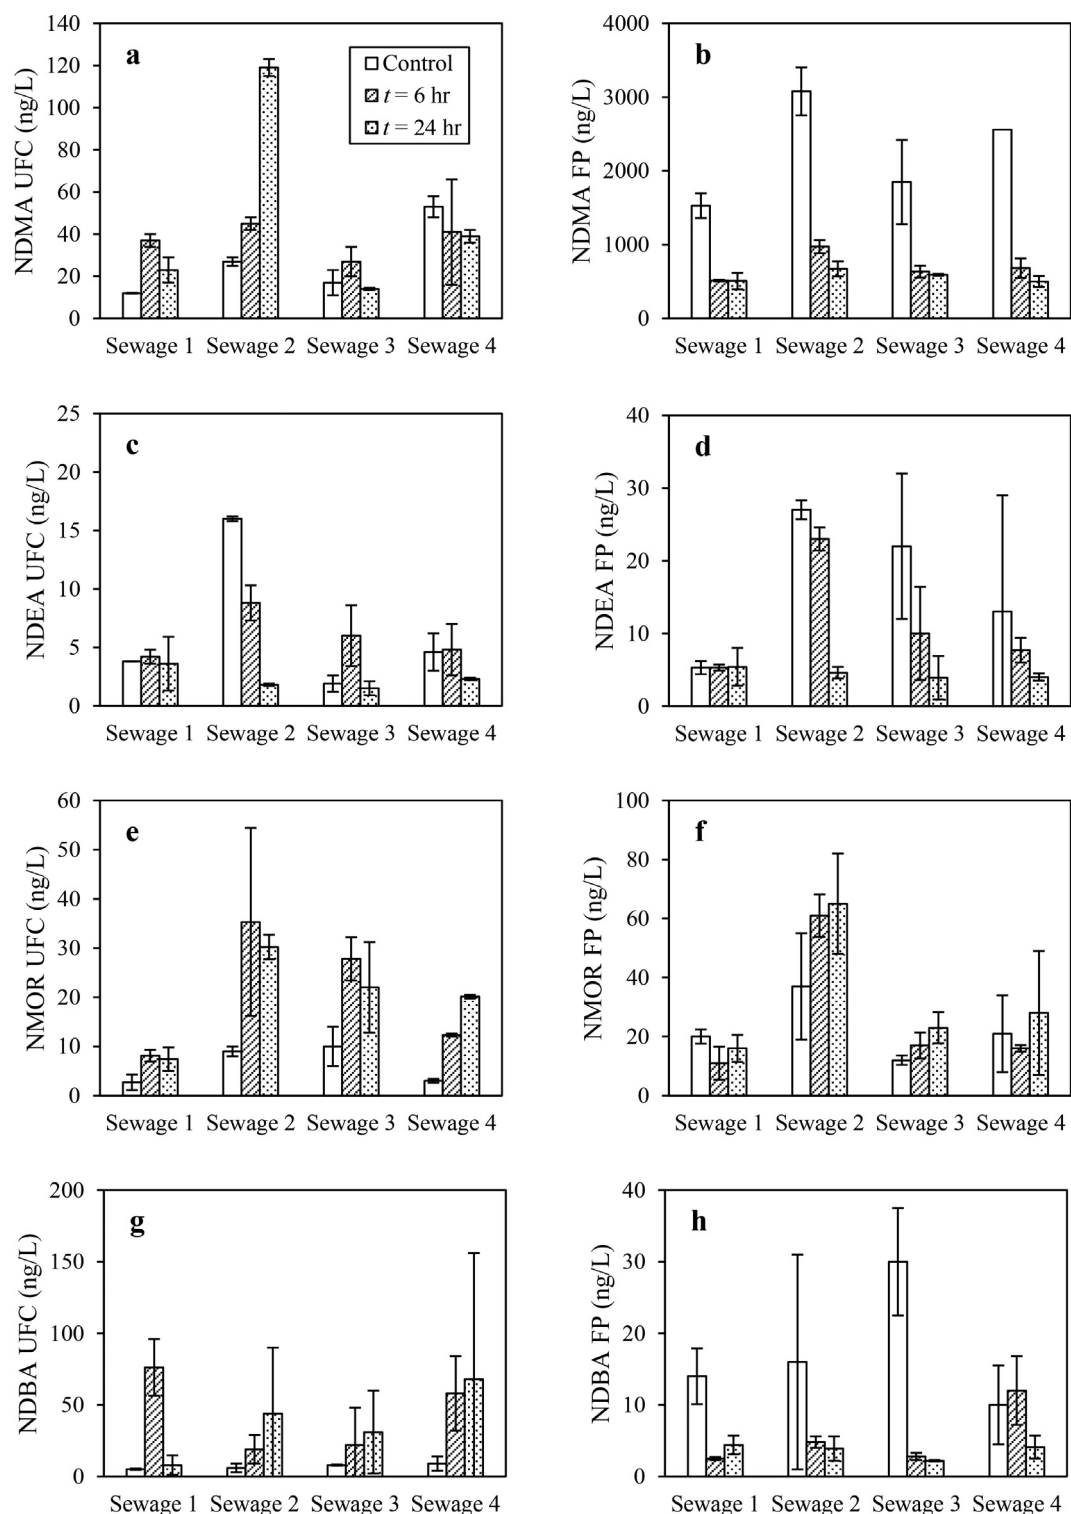 a
NDMA UFC (ng/L)
140
120
100
80
60
40
20
0
Control
t = 6 hr
t = 24 hr
Sewage 1 Sewage 2 Sewage 3 Sewage 4
b
NDMA FP (ng/L)
4000
3000
2000
1000
0
Sewage 1 Sewage 2 Sewage 3 Sewage 4
c
NDEA UFC (ng/L)
25
20
15
10
5
0
Sewage 1 Sewage 2 Sewage 3 Sewage 4
d
NDEA FP (ng/L)
40
30
20
10
0
Sewage 1 Sewage 2 Sewage 3 Sewage 4
e
NMOR UFC (ng/L)
60
50
40
30
20
10
0
Sewage 1 Sewage 2 Sewage 3 Sewage 4
f
NMOR FP (ng/L)
100
80
60
40
20
0
Sewage 1 Sewage 2 Sewage 3 Sewage 4
g
NDBA UFC (ng/L)
200
150
100
50
0
Sewage 1 Sewage 2 Sewage 3 Sewage 4
h
NDBA FP (ng/L)
40
30
20
10
0
Sewage 1 Sewage 2 Sewage 3 Sewage 4